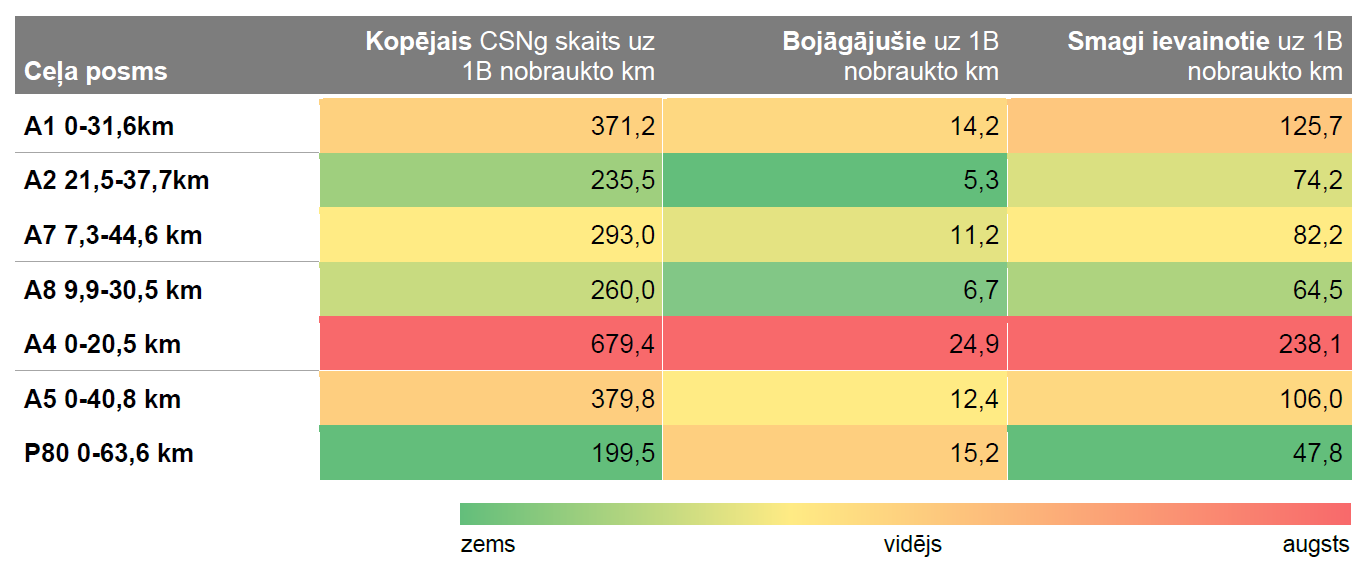 Ceļa posms
Kopējais CSNg skaits uz
1B nobraukto km
Bojāgājušie uz 1B
nobraukto km
Smagi ievainotie uz 1B
nobraukto km
A1 0-31,6km 371,2 14,2 125,7
A2 21,5-37,7km 235,5 5,3 74,2
A7 7,3-44,6 km 293,0 11,2 82,2
A8 9,9-30,5 km 260,0 6,7 64,5
A4 0-20,5 km 679,4 24,9 238,1
A5 0-40,8 km 379,8 12,4 106,0
P80 0-63,6 km 199,5 15,2 47,8
zems vidējs augsts